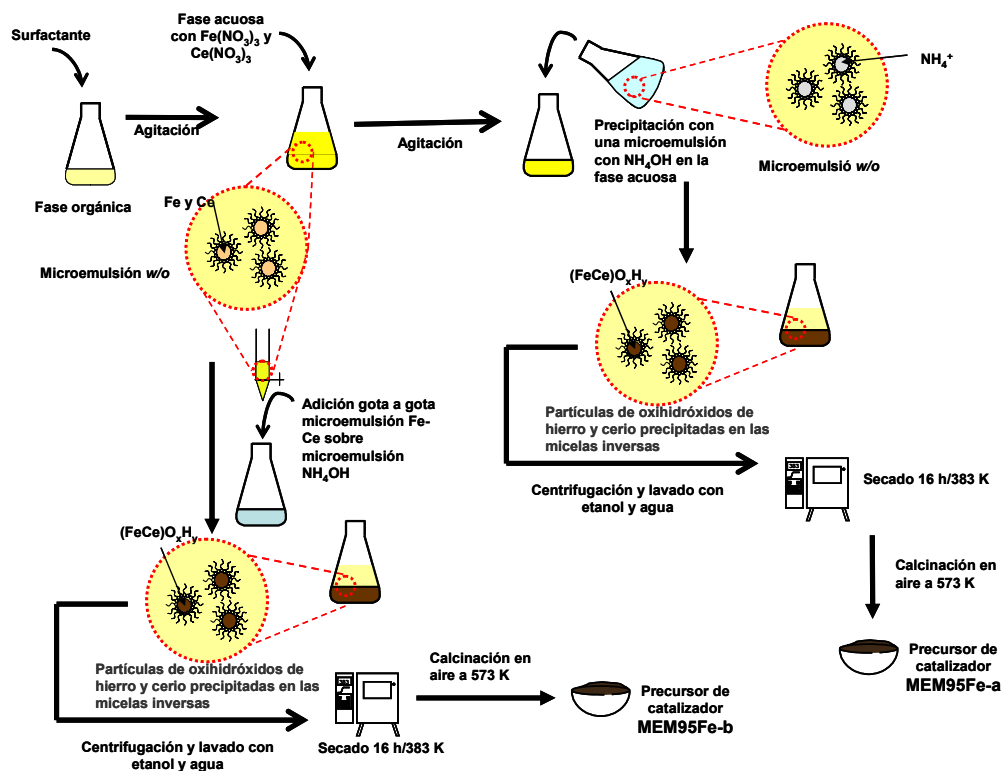 Surfactante
Agitación
Fase orgánica
Fase acuosa
con Fe(NO₃)₃ y
Ce(NO₃)₃
Agitación
Precipitación con
una microemulsión
con NH₄OH en la
fase acuosa
NH₄⁺
Microemulsió w/o
Fe y Ce
Microemulsión w/o
Adición gota a gota
microemulsión Fe-
Ce sobre
microemulsión
NH₄OH
(FeCe)OₓHᵧ
Partículas de oxihidróxidos de
hierro y cerio precipitadas en las
micelas inversas
Centrifugación y lavado con
etanol y agua
Secado 16 h/383 K
Calcinación en
aire a 573 K
Precursor de
catalizador
MEM95Fe-a
(FeCe)OₓHᵧ
Partículas de oxihidróxidos de
hierro y cerio precipitadas en las
micelas inversas
Centrifugación y lavado con
etanol y agua
Secado 16 h/383 K
Calcinación en
aire a 573 K
Precursor de
catalizador
MEM95Fe-b